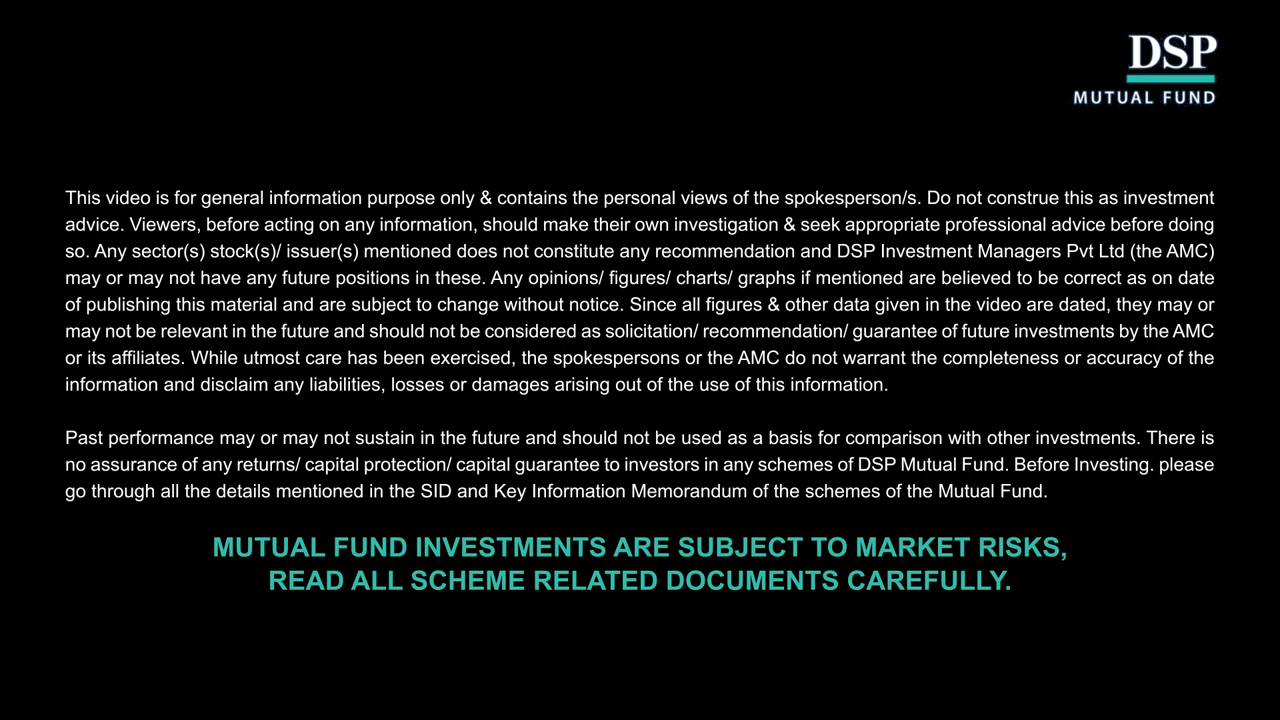 DSP
MUTUAL FUND
This video is for general information purpose only & contains the personal views of the spokesperson/s. Do not construe this as investment
advice. Viewers, before acting on any information, should make their own investigation & seek appropriate professional advice before doing
so. Any sector(s) stock(s)/ issuer(s) mentioned does not constitute any recommendation and DSP Investment Managers Pvt Ltd (the AMC)
may or may not have any future positions in these. Any opinions/ figures/ charts/ graphs if mentioned are believed to be correct as on date
of publishing this material and are subject to change without notice. Since all figures & other data given in the video are dated, they may or
may not be relevant in the future and should not be considered as solicitation/ recommendation/ guarantee of future investments by the AMC
or its affiliates. While utmost care has been exercised, the spokespersons or the AMC do not warrant the completeness or accuracy of the
information and disclaim any liabilities, losses or damages arising out of the use of this information.
Past performance may or may not sustain in the future and should not be used as a basis for comparison with other investments. There is
no assurance of any returns/ capital protection/ capital guarantee to investors in any schemes of DSP Mutual Fund. Before Investing. please
go through all the details mentioned in the SID and Key Information Memorandum of the schemes of the Mutual Fund.
MUTUAL FUND INVESTMENTS ARE SUBJECT TO MARKET RISKS,
READ ALL SCHEME RELATED DOCUMENTS CAREFULLY.